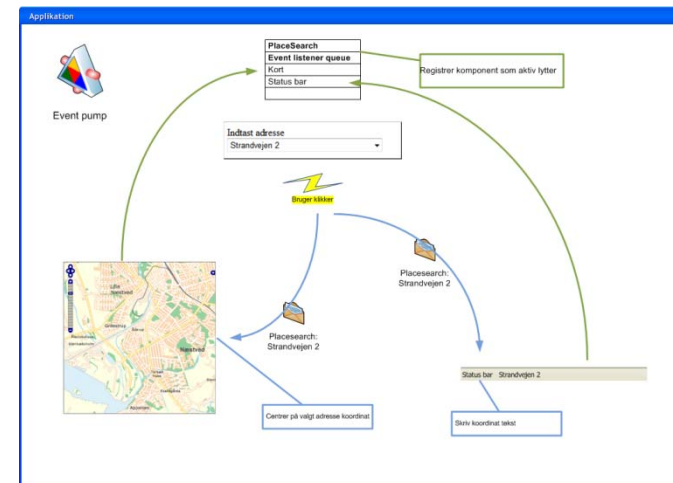 Applikation
PlaceSearch
Event listener queue
Kort
Status bar
Registrer komponent som aktiv lytter
Event pump
Indtast adresse
Strandvejen 2
Bruger klikker
Placesearch:
Strandvejen 2
Placesearch:
Strandvejen 2
Næstved
Status bar Strandvejen 2
Centrer på valgt adresse koordinat
Skriv koordinat tekst